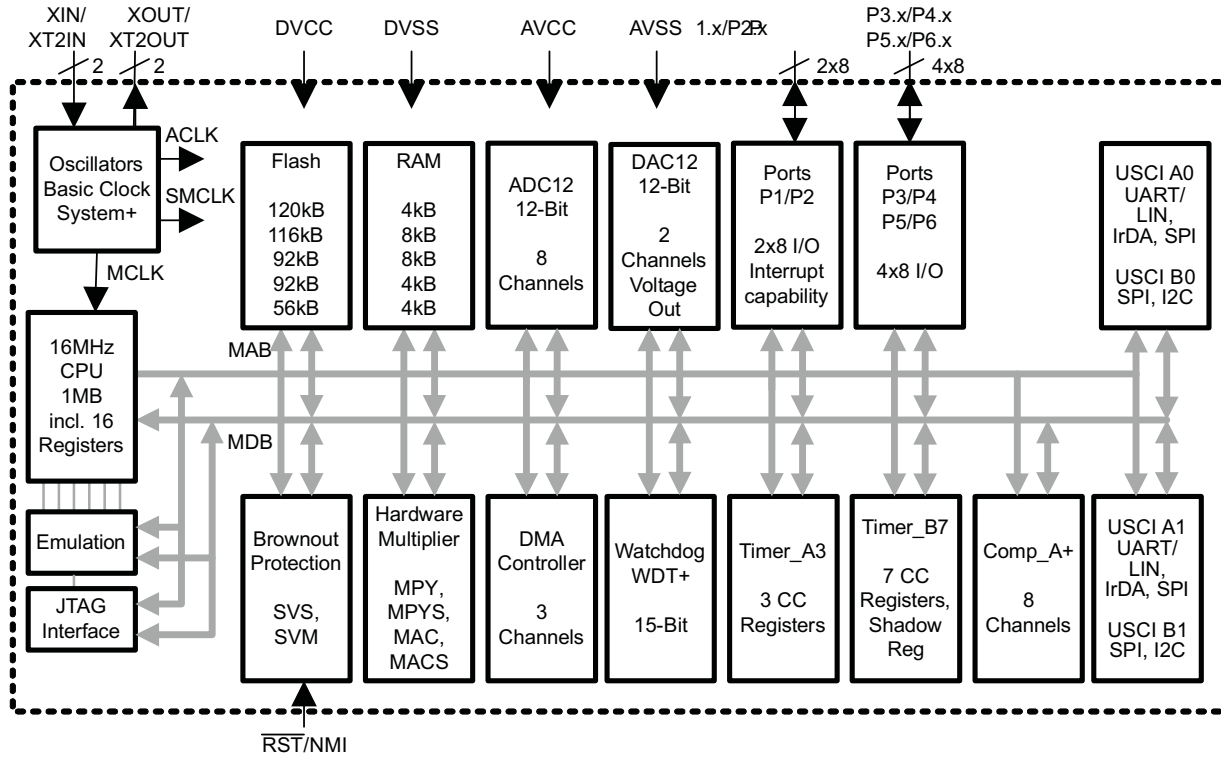 XIN/
XT2IN
XOUT/
XT2OUT
DVCC
DVSS
AVCC
AVSS
1.x/P2.x
P3.x/P4.x
P5.x/P6.x
2
2
2x8
4x8
Oscillators
Basic Clock
System+
ACLK
SMCLK
MCLK
Flash
120kB
116kB
92kB
92kB
56kB
RAM
4kB
8kB
8kB
4kB
4kB
ADC12
12-Bit
8
Channels
DAC12
12-Bit
2
Channels
Voltage
Out
Ports
P1/P2
2x8 I/O
Interrupt
capability
Ports
P3/P4
P5/P6
4x8 I/O
USCI A0
UART/
LIN,
IrDA, SPI
USCI B0
SPI, I2C
16MHz
CPU
1MB
incl. 16
Registers
MAB
MDB
Emulation
JTAG
Interface
Brownout
Protection
SVS,
SVM
Hardware
Multiplier
MPY,
MPYS,
MAC,
MACS
DMA
Controller
3
Channels
Watchdog
WDT+
15-Bit
Timer_A3
3 CC
Registers
Timer_B7
7 CC
Registers,
Shadow
Reg
Comp_A+
8
Channels
USCI A1
UART/
LIN,
IrDA, SPI
USCI B1
SPI, I2C
RST/NMI